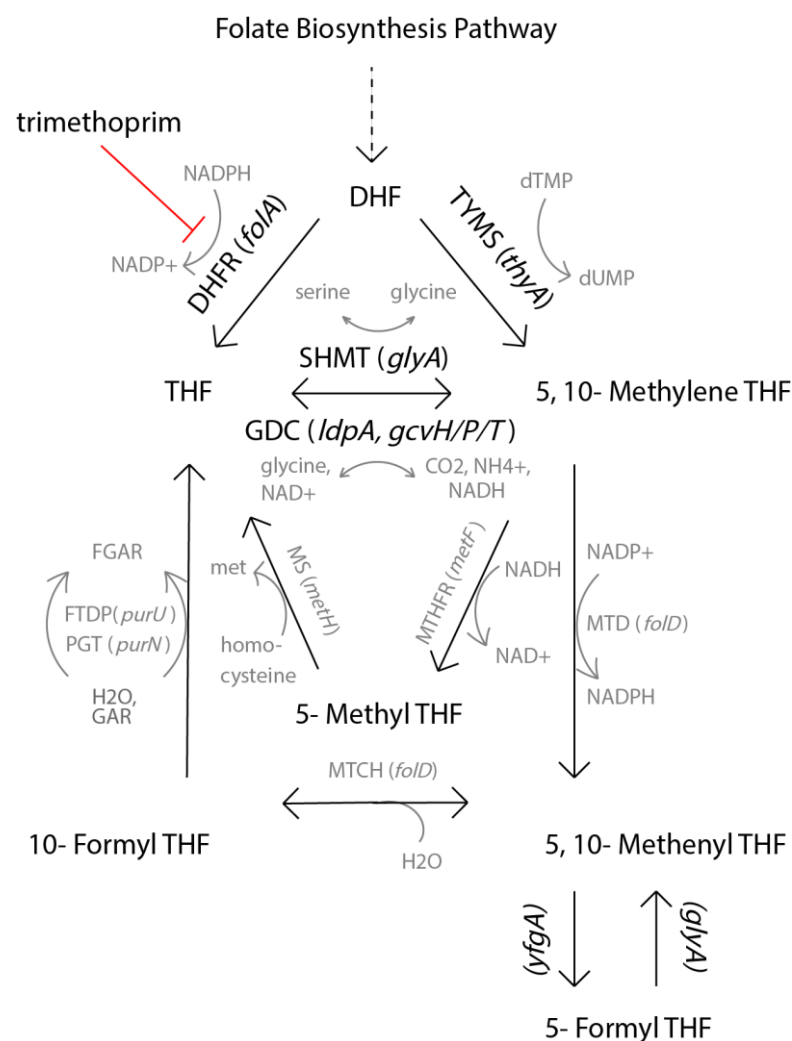 Folate Biosynthesis Pathway
trimethoprim
NADPH
NADP+
DHFR (folA)
DHF
TYMS (thyA)
dTMP
dUMP
serine
glycine
SHMT (glyA)
THF
5, 10- Methylene THF
GDC (ldpA, gcvH/P/T)
glycine,
NAD+
CO2, NH4+,
NADH
FGAR
FTDP(purU)
PGT (purN)
H2O,
GAR
met
homo-
cysteine
MS (metH)
MTHFR (metF)
NADH
NAD+
NADP+
MTD (folD)
NADPH
5- Methyl THF
MTCH (folD)
H2O
10- Formyl THF
5, 10- Methenyl THF
(yfgA)
(glyA)
5- Formyl THF